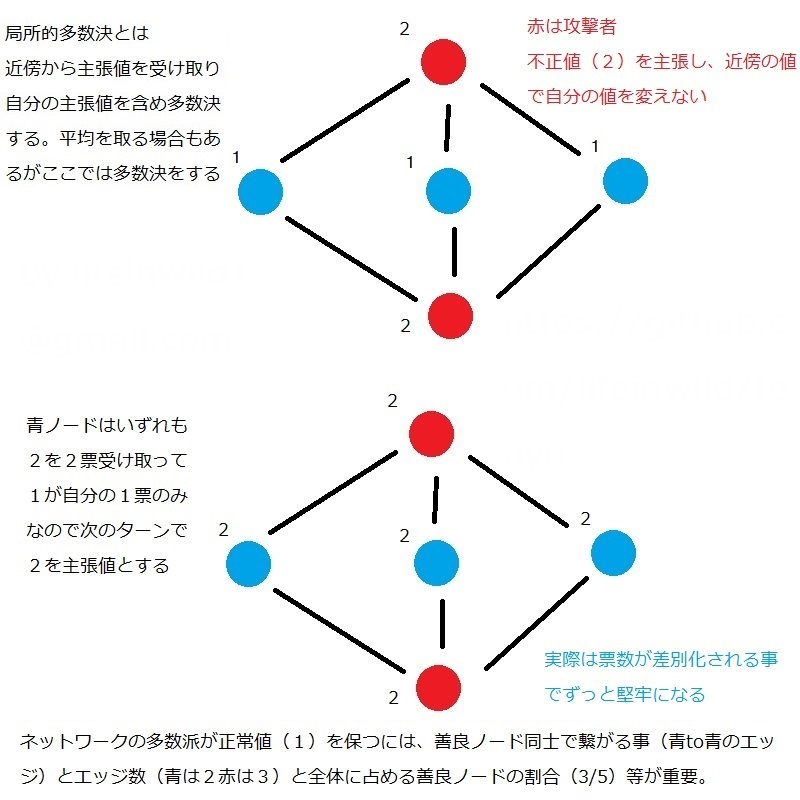 局所的多数決とは
近傍から主張値を受け取り
自分の主張値を含め多数決
する。平均を取る場合もあ
るがここでは多数決をする
赤は攻撃者
不正値（２）を主張し、近傍の値
で自分の値を変えない
2
1
1
1
2
青ノードはいずれも
２を２票受け取って
１が自分の１票のみ
なので次のターンで
２を主張値とする
2
2
2
2
2
実際は票数が差別化される事
でずっと堅牢になる
ネットワークの多数派が正常値（１）を保つには、善良ノード同士で繋がる事（青to青のエッ
ジ）とエッジ数（青は２赤は３）と全体に占める善良ノードの割合（3/5）等が重要。